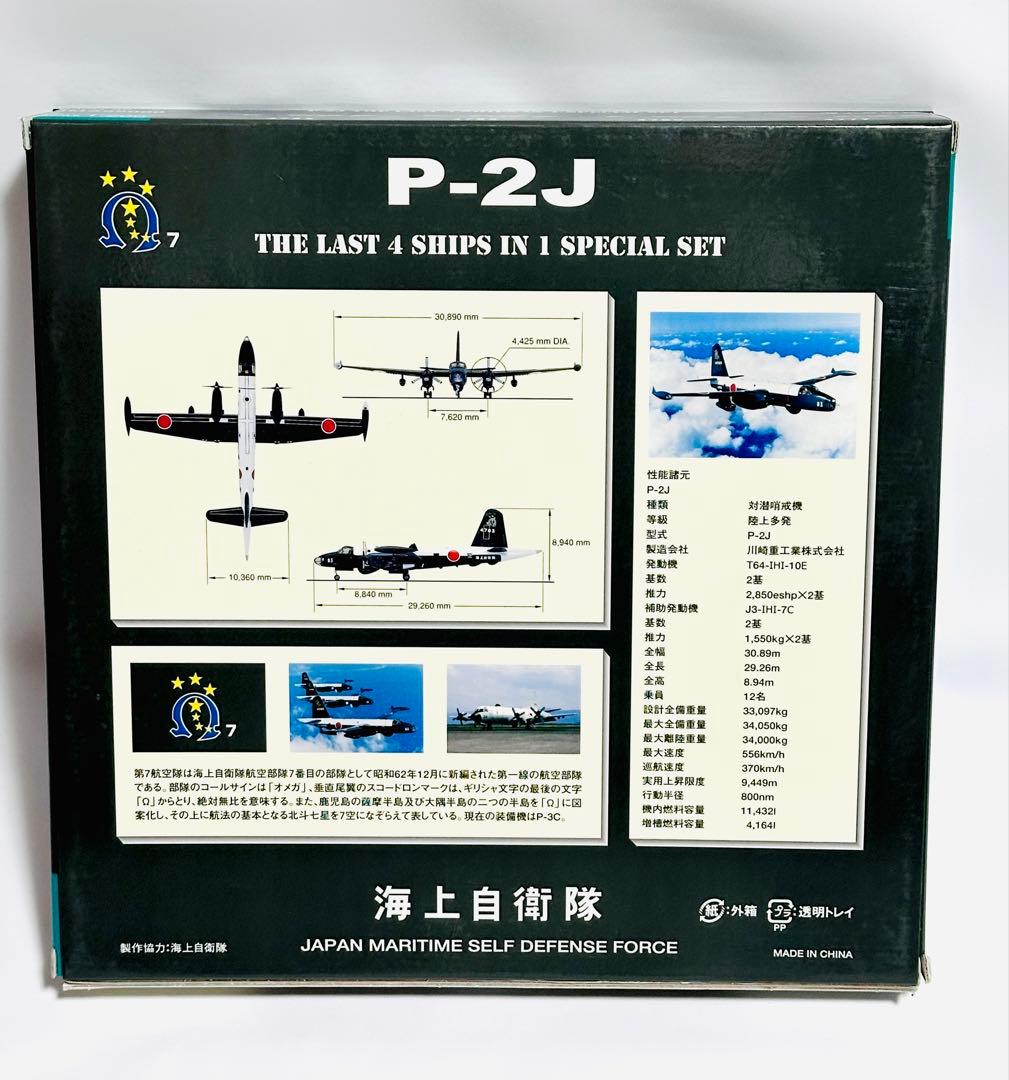 7
P-2J
THE LAST 4 SHIPS IN 1 SPECIAL SET
30,890 mm
4,425 mm DIA.
7,620 mm
10,360 mm
8,940 mm
8,840 mm
29,260 mm
性能諸元
P-2J
種類 対潜哨戒機
等級 陸上多発
型式 P-2J
製造会社 川崎重工業株式会社
発動機 T64-IHI-10E
基数 2基
推力 2,850eshp×2基
補助発動機 J3-IHI-7C
基数 2基
推力 1,550kg×2基
全幅 30.89m
全長 29.26m
全高 8.94m
乗員 12名
設計全備重量 33,097kg
最大全備重量 34,050kg
最大離陸重量 34,000kg
最大速度 556km/h
巡航速度 370km/h
実用上昇限度 9,449m
行動半径 800nm
機内燃料容量 11,432l
増槽燃料容量 4,164l
7
第7航空隊は海上自衛隊航空部隊7番目の部隊として昭和62年12月に新編された第一線の航空部隊
である。部隊のコールサインは「オメガ」、垂直尾翼のスコードロンマークは、ギリシャ文字の最後の文字
「Ω」からとり、絶対無比を意味する。また、鹿児島の薩摩半島及び大隅半島の二つの半島を「Ω」に図
案化し、その上に航法の基本となる北斗七星を7空になぞらえて表している。現在の装備機はP-3C。
海上自衛隊
JAPAN MARITIME SELF DEFENSE FORCE
製作協力:海上自衛隊
紙:外箱 プラ:透明トレイ
PP
MADE IN CHINA